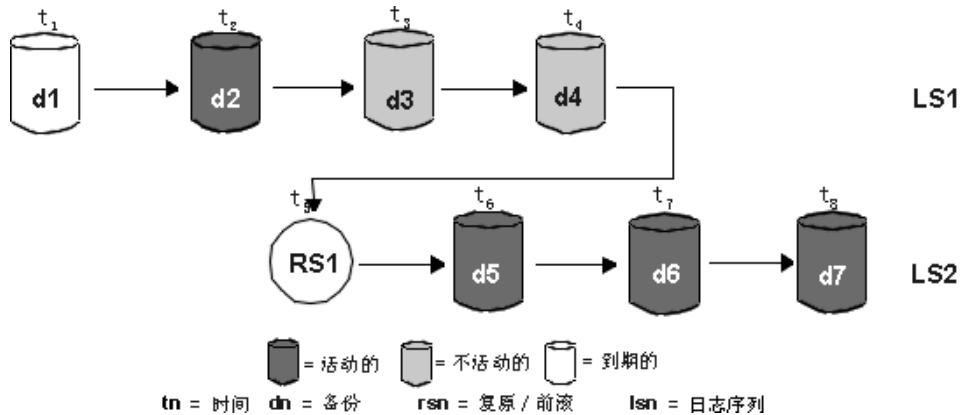 t₁ t₂ t₃ t₄
d1 d2 d3 d4 LS1
t₅ t₆ t₇ t₈
RS1 d5 d6 d7 LS2
= 活动的 = 不活动的 = 到期的
tn = 时间 dn = 备份 rsn = 复原 / 前滚 lsn = 日志序列